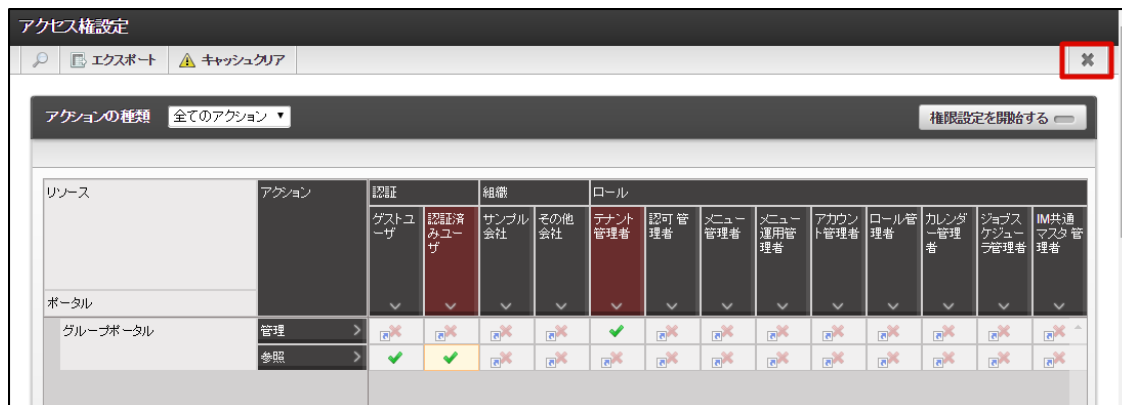 アクセス権設定
エクスポート キャッシュクリア
アクションの種類 全てのアクション 権限設定を開始する
リソース アクション 認証 組織 ロール
ゲストユーザ 認証済みユーザ サンプル会社 その他会社 テナント管理者 認可管理者 メニュー管理者 メニュー運用管理者 アカウント管理者 ロール管理者 カレンダー管理者 ジョブスケジューラ管理者 IM共通マスタ管理者
ポータル
グループポータル 管理
参照